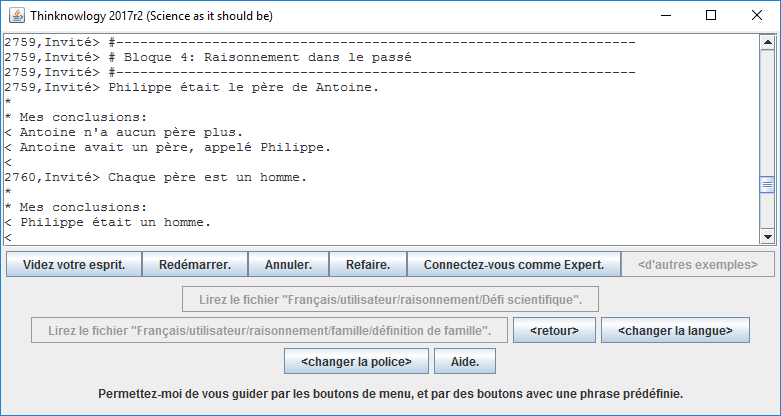 Thinknowlogy 2017r2 (Science as it should be)
2759,Invité> #----------------------------------------------------------------
2759,Invité> # Bloque 4: Raisonnement dans le passé
2759,Invité> #----------------------------------------------------------------
2759,Invité> Philippe était le père de Antoine.
*
* Mes conclusions:
< Antoine n'a aucun père plus.
< Antoine avait un père, appelé Philippe.
<
2760,Invité> Chaque père est un homme.
*
* Mes conclusions:
< Philippe était un homme.
<
Videz votre esprit. Redémarrer. Annuler. Refaire. Connectez-vous comme Expert. <d'autres exemples>
Lirez le fichier "Français/utilisateur/raisonnement/Défi scientifique".
Lirez le fichier "Français/utilisateur/raisonnement/famille/définition de famille". <retour> <changer la langue>
<changer la police> Aide.
Permettez-moi de vous guider par les boutons de menu, et par des boutons avec une phrase prédéfinie.